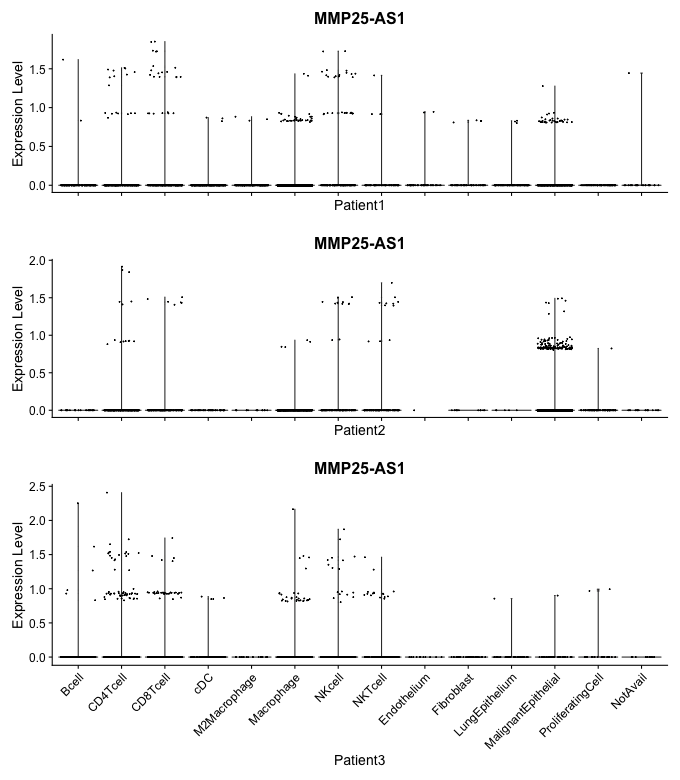 MMP25-AS1
Expression Level
1.5
1.0
0.5
0.0
Patient1
MMP25-AS1
Expression Level
2.0
1.5
1.0
0.5
0.0
Patient2
MMP25-AS1
Expression Level
2.5
2.0
1.5
1.0
0.5
0.0
Bcell
CD4Tcell
CD8Tcell
cDC
M2Macrophage
Macrophage
NKcell
NKTcell
Endothelium
Fibroblast
LungEpithelium
MalignantEpithelial
ProliferatingCell
NotAvail
Patient3